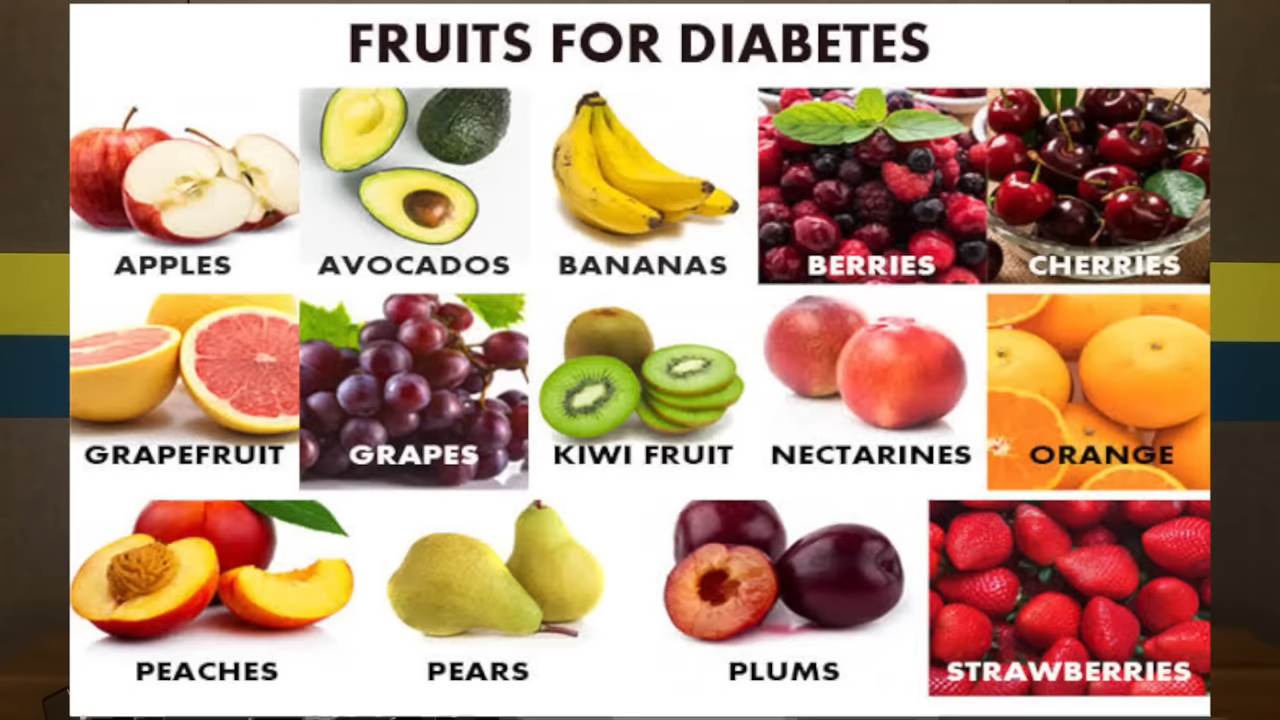 FRUITS FOR DIABETES
APPLES
AVOCADOS
BANANAS
BERRIES
CHERRIES
GRAPEFRUIT
GRAPES
KIWI FRUIT
NECTARINES
ORANGE
PEACHES
PEARS
PLUMS
STRAWBERRIES